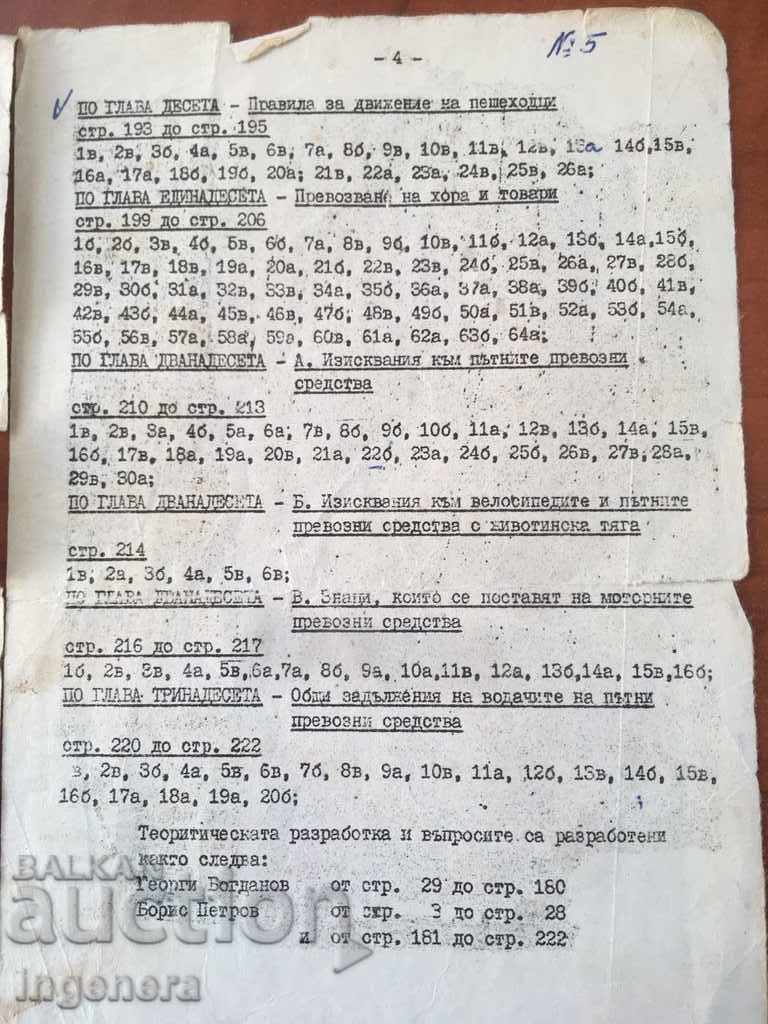 - 4 -
№ 5
ПО ГЛАВА ДЕСЕТА - Правила за движение на пешеходци
стр. 193 до стр. 195
1в, 2в, 3б, 4а, 5в, 6в, 7а, 8б, 9в, 10в, 11в, 12в, 13а 14б, 15в,
16а, 17а, 18б, 19б, 20а; 21в, 22а, 23а, 24в, 25в, 26а;
ПО ГЛАВА ЕДИНАДЕСЕТА - Превозване на хора и товари
стр. 199 до стр. 206
1б, 2б, 3в, 4б, 5в, 6б, 7а, 8в, 9б, 10в, 11б, 12а, 13б, 14а, 15б,
16в, 17в, 18в, 19а, 20а, 21б, 22в, 23в, 24б, 25в, 26а, 27в, 28б,
29в, 30б, 31а, 32в, 33в, 34а, 35б, 36а, 37а, 38а, 39б, 40б, 41в,
42в, 43б, 44а, 45в, 46в, 47б, 48в, 49б, 50а, 51в, 52а, 53б, 54а,
55б, 56в, 57а, 58а, 59а, 60в, 61а, 62а, 63б, 64а;
ПО ГЛАВА ДВАНАДЕСЕТА - А. Изисквания към пътните превозни
средства
стр. 210 до стр. 213
1в, 2в, 3а, 4б, 5а, 6а; 7в, 8б, 9б, 10б, 11а, 12в, 13б, 14а, 15в,
16б, 17в, 18а, 19а, 20в, 21а, 22б, 23а, 24б, 25б, 26в, 27в, 28а,
29в, 30а;
ПО ГЛАВА ДВАНАДЕСЕТА - Б. Изисквания към велосипедите и пътните
превозни средства с животинска тяга
стр. 214
1в, 2а, 3б, 4а, 5в, 6в;
ПО ГЛАВА ДВАНАДЕСЕТА - В. Знаци, които се поставят на моторните
превозни средства
стр. 216 до стр. 217
1б, 2в, 3в, 4а, 5в, 6а, 7а, 8б, 9а, 10а, 11в, 12а, 13б, 14а, 15в, 16б;
ПО ГЛАВА ТРИНАДЕСЕТА - Общи задължения на водачите на пътни
превозни средства
стр. 220 до стр. 222
в, 2в, 3б, 4а, 5в, 6в, 7б, 8в, 9а, 10в, 11а, 12б, 13в, 14б, 15в,
16б, 17а, 18а, 19а, 20б;
Теоритическата разработка и въпросите са разработени
както следва:
Георги Богданов от стр. 29 до стр. 180
Борис Петров от стр. 3 до стр. 28
и от стр. 181 до стр. 222
BALKAN
auction
ingenera